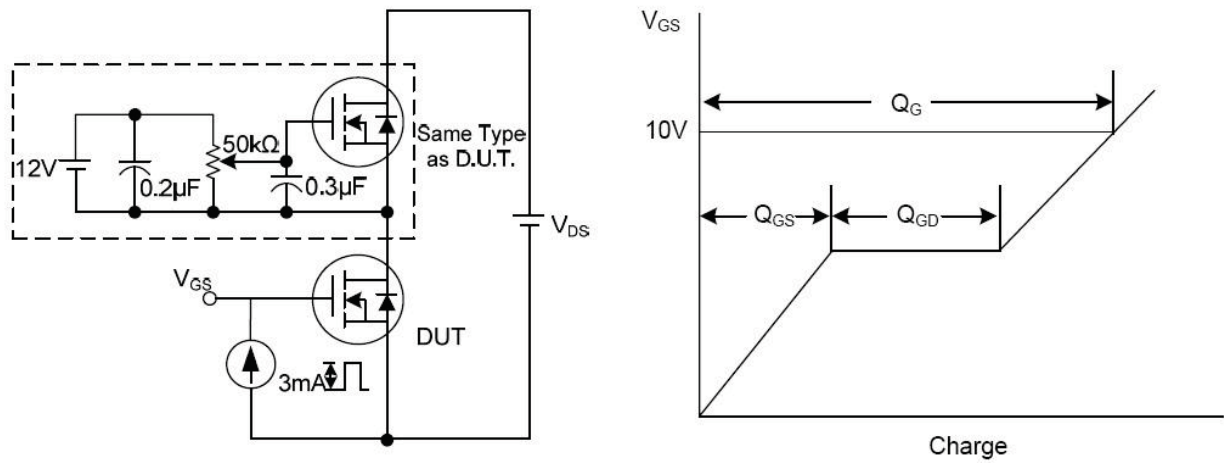 12V
0.2µF
50kΩ
0.3µF
Same Type
as D.U.T.
VDS
VGS
DUT
3mA
VGS
10V
QG
QGS
QGD
Charge